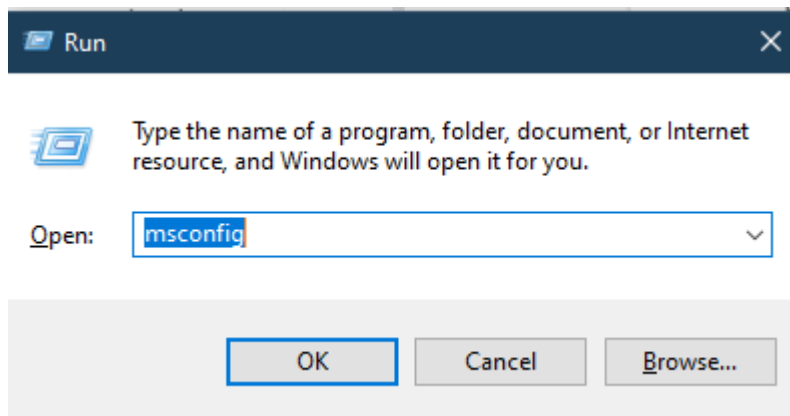 Run
Type the name of a program, folder, document, or Internet
resource, and Windows will open it for you.
Open: msconfig
OK Cancel Browse...